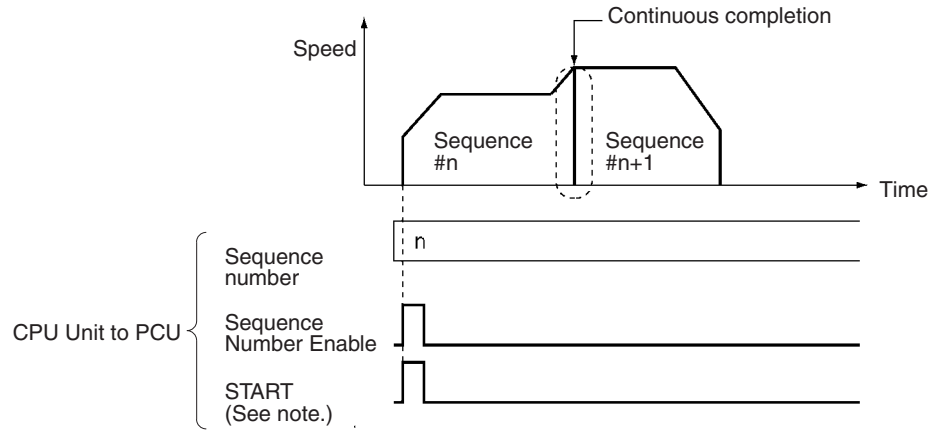 Continuous completion
Speed
Sequence
#n
Sequence
#n+1
Time
n
Sequence
number
CPU Unit to PCU
Sequence
Number Enable
START
(See note.)